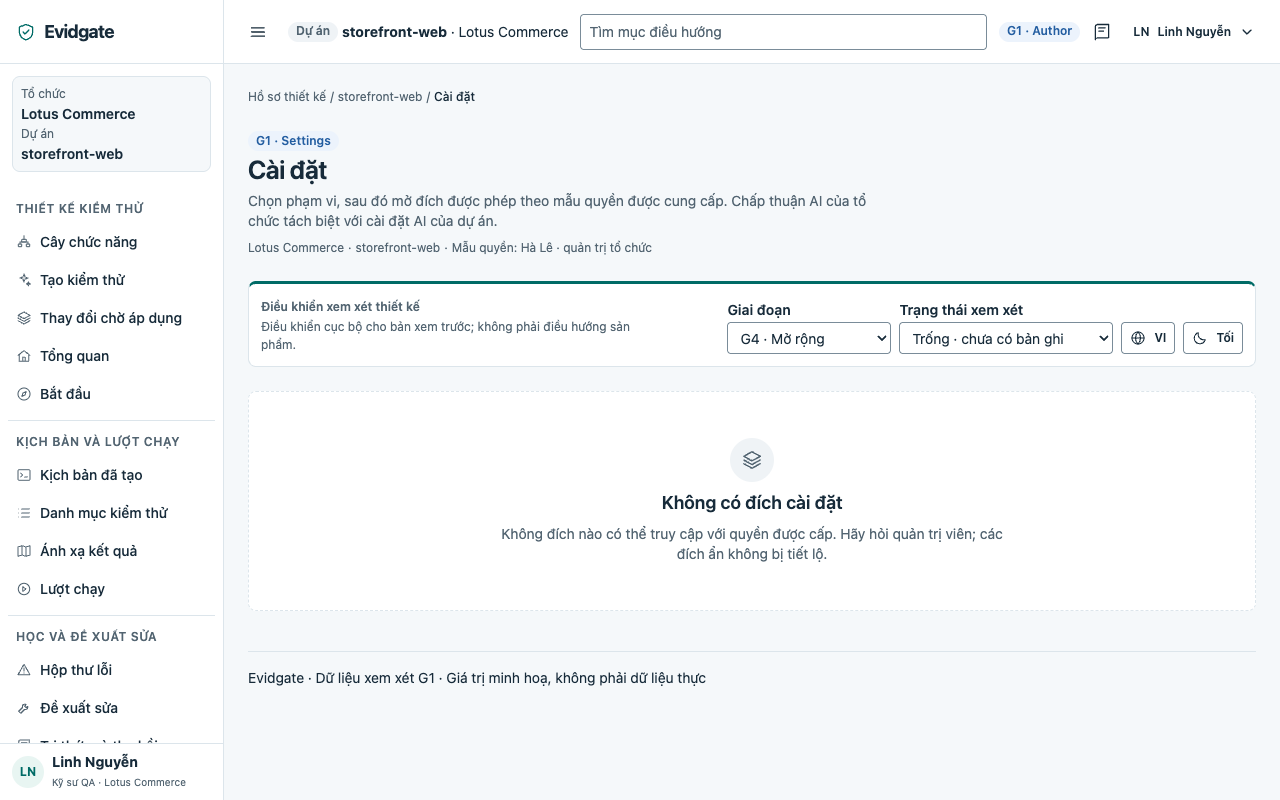 Evidgate
Dự án storefront-web · Lotus Commerce
Tìm mục điều hướng
G1 · Author
LN Linh Nguyễn
Tổ chức
Lotus Commerce
Dự án
storefront-web
THIẾT KẾ KIỂM THỬ
Cây chức năng
Tạo kiểm thử
Thay đổi chờ áp dụng
Tổng quan
Bắt đầu
KỊCH BẢN VÀ LƯỢT CHẠY
Kịch bản đã tạo
Danh mục kiểm thử
Ánh xạ kết quả
Lượt chạy
HỌC VÀ ĐỀ XUẤT SỬA
Hộp thư lỗi
Đề xuất sửa
LN
Linh Nguyễn
Kỹ sư QA · Lotus Commerce
Hồ sơ thiết kế / storefront-web / Cài đặt
G1 · Settings
Cài đặt
Chọn phạm vi, sau đó mở đích được phép theo mẫu quyền được cung cấp. Chấp thuận AI của tổ
chức tách biệt với cài đặt AI của dự án.
Lotus Commerce · storefront-web · Mẫu quyền: Hà Lê · quản trị tổ chức
Điều khiển xem xét thiết kế
Điều khiển cục bộ cho bản xem trước; không phải điều hướng sản
phẩm.
Giai đoạn
G4 · Mở rộng
Trạng thái xem xét
Trống · chưa có bản ghi
VI
Tối
Không có đích cài đặt
Không đích nào có thể truy cập với quyền được cấp. Hãy hỏi quản trị viên; các
đích ẩn không bị tiết lộ.
Evidgate · Dữ liệu xem xét G1 · Giá trị minh hoạ, không phải dữ liệu thực